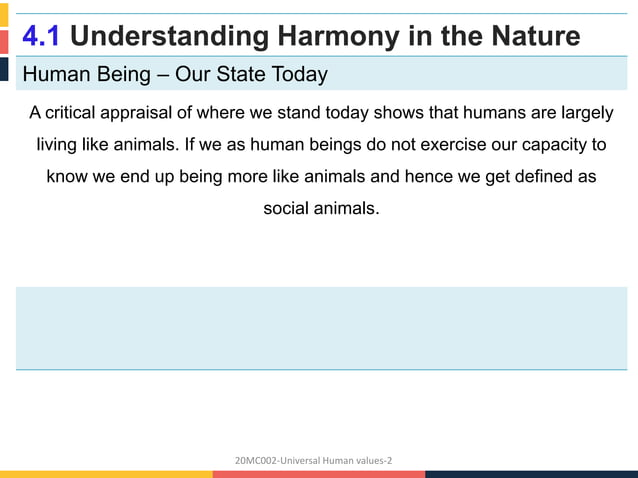 4.1 Understanding Harmony in the Nature
Human Being – Our State Today
A critical appraisal of where we stand today shows that humans are largely
living like animals. If we as human beings do not exercise our capacity to
know we end up being more like animals and hence we get defined as
social animals.
20MC002-Universal Human values-2